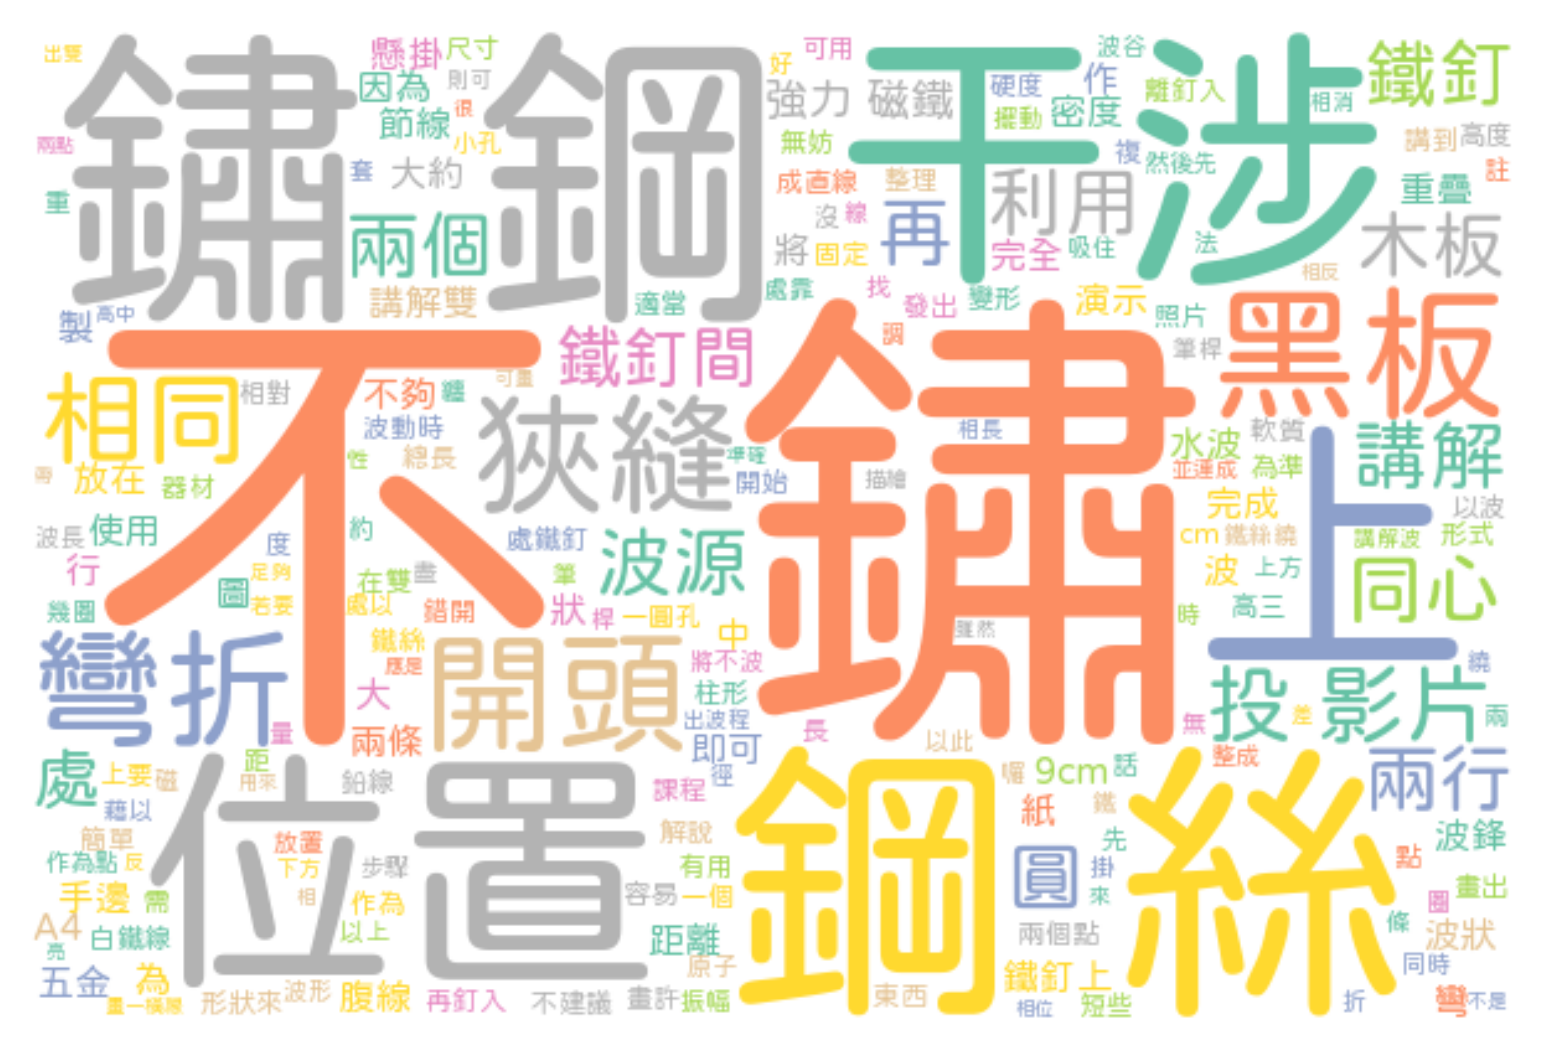 出雙
懸掛
尺寸
因為
則可
節線
很
小孔
兩點
套
大約
重
鏽
鋼
兩個
講解雙
適當
製
高中
好
可用
強力
磁鐵
無妨
成直線
整理
沒
線
再
將
固定
處靠
找
發出
調
干涉
硬度
作
擺動
密度
波谷
離釘入
相消
複
然後先
利用
完全
吸住
法
變形
演示
相反
照片
筆桿
鐵釘
講到
高度
註
重疊
木板
黑板
不
鏽
上
鐵釘間
相同
相對
不夠
可畫
波動時
總長
狹縫
準確
開始
描繪
相長
水波
軟質
並連成
為準
講解
放在
器材
完成
以波
cm
鐵絲繞
講解波
形式
波長
使用
度
約
處鐵釘
波源
波
上方
同心
行
圖
足夠
若要
在雙
畫
處以
筆
高三
幾圈
錯開
狀
桿
一圓孔
中
雖然
時
鐵絲
應是
彎折
開頭
將不波
柱形
大
出波程
繞
投影片
差
兩
無
量
兩條
即可
長
以此
整成
處
上要
磁
距
用來
鉛線
位置
課程
徑
鋼
絲
9cm
話
兩行
藉以
簡單
放置
解說
紙
鐵
先
波鋒
作為點
反
下方
步驟
有用
圓
掛
點
手邊
需
相
作為
容易
一個
來
畫出
圈
A4
亮
白鐵線
以上
距離
兩個點
條
波狀
原子
五金
為
鐵釘上
同時
畫一橫線
形狀來
波形
腹線
再釘入
不建議
畫許
振幅
東西
相位
短些
折
彎
不是